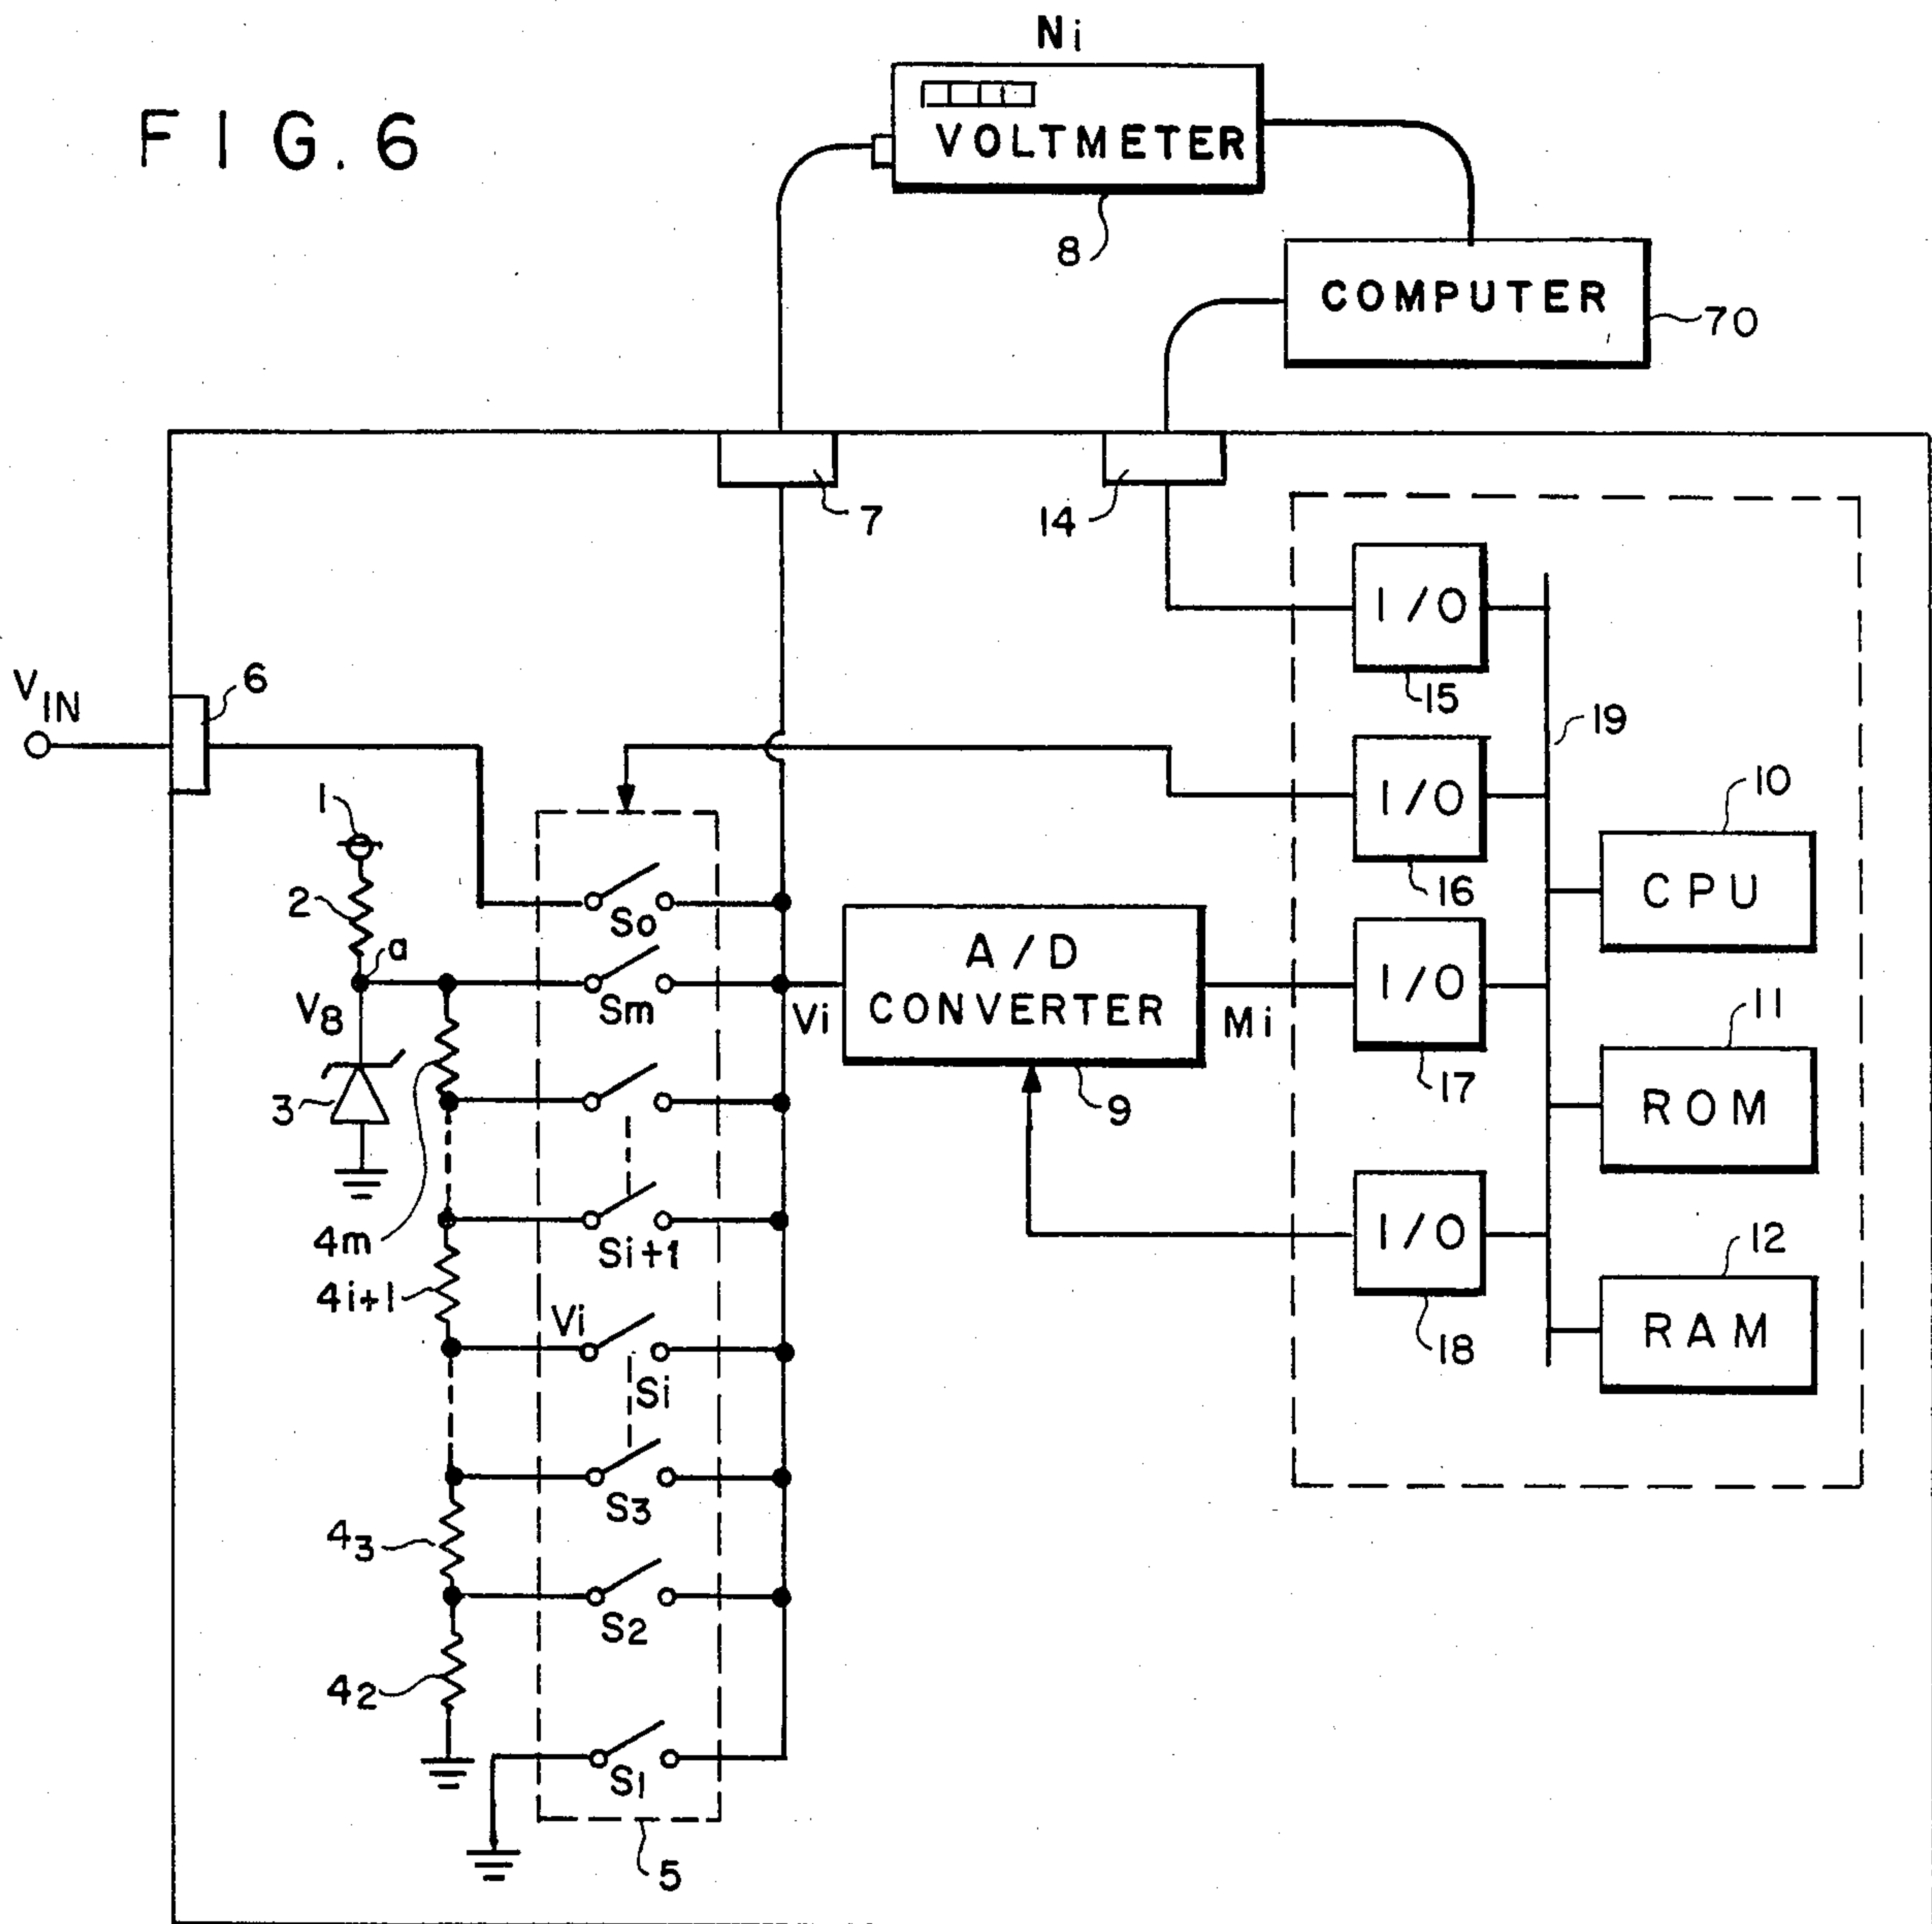 FIG. 6
Ni
VOLTMETER
8
COMPUTER
70
7
14
I/O
15
VIN
6
19
I/O
16
10
CPU
1
2
a
So
Sm
V8
Vi
A/D
CONVERTER
9
Mi
I/O
17
11
ROM
3
4m
Si+1
4i+1
I/O
18
12
RAM
Vi
Si
S3
43
S2
42
S1
5